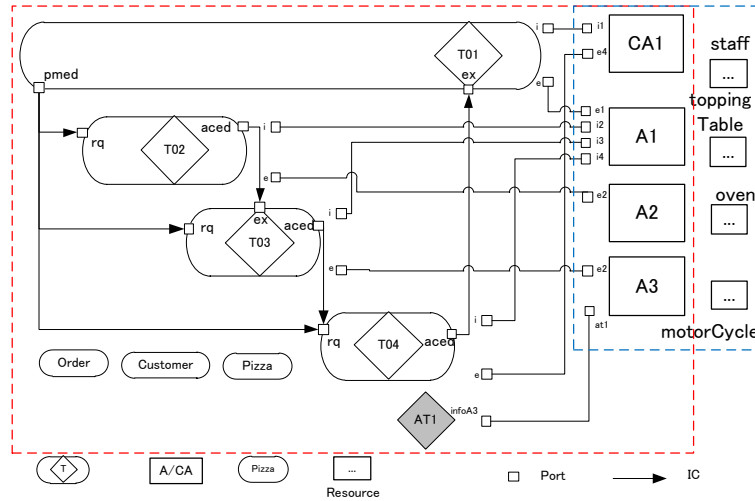 T01
i
i1
CA1
staff
pmed
ex
e4
...
e
topping
Table
aced
i
e1
i2
A1
rq
T02
i3
i4
...
e
e2
A2
oven
ex
aced
i
rq
T03
...
e
e2
A3
...
i
at1
motorCycle
rq
T04
aced
Order
Customer
Pizza
e
AT1
infoA3
T
A/CA
Pizza
...
Resource
Port
IC